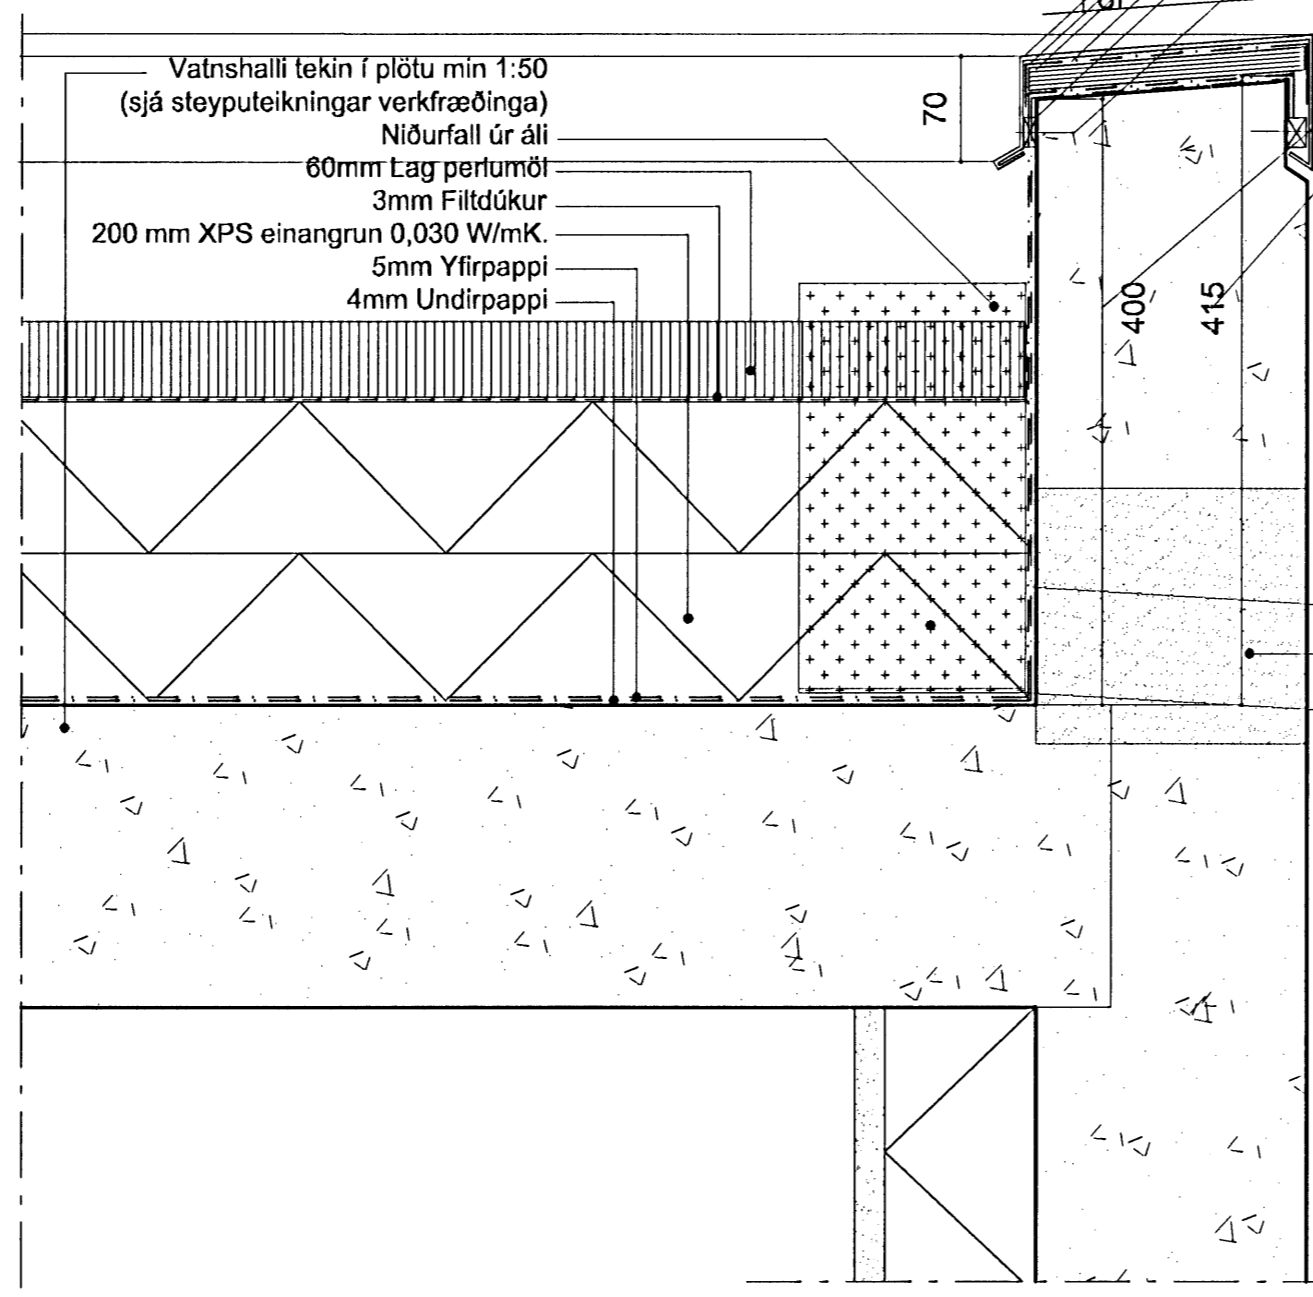 Vatnshalli tekin í plötu min 1:50
(sjá steyputeikningar verkfræðinga)
Niðurfall úr áli
60mm Lag perlumöl
3mm Filtdúkur
200 mm XPS einangrun 0,030 W/mK.
5mm Yfirpappi
4mm Undirpappi
70
400
415